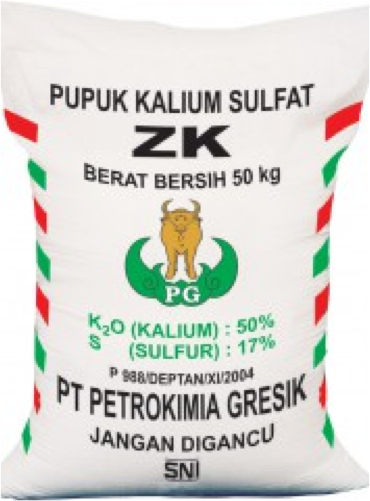 PUPUK KALIUM SULFAT
ZK
BERAT BERSIH 50 kg
PG
K₂O (KALIUM) : 50%
S (SULFUR) : 17%
P 988/DEPTAN/XI/2004
PT PETROKIMIA GRESIK
JANGAN DIGANCU
SNI